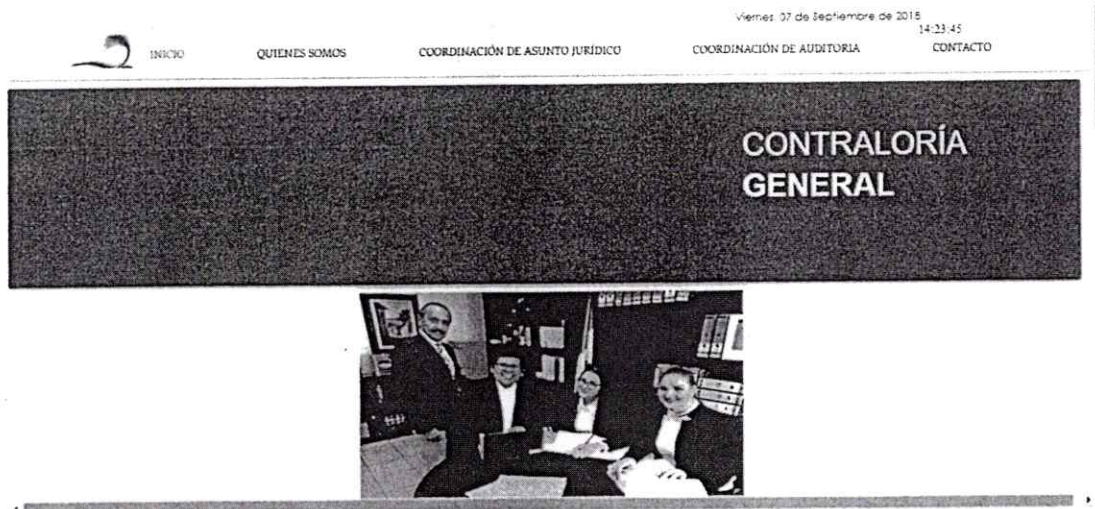 Viernes, 07 de Septiembre de 2018
14:23:45
INICIO QUIENES SOMOS COORDINACIÓN DE ASUNTO JURÍDICO COORDINACIÓN DE AUDITORIA CONTACTO
CONTRALORÍA
GENERAL